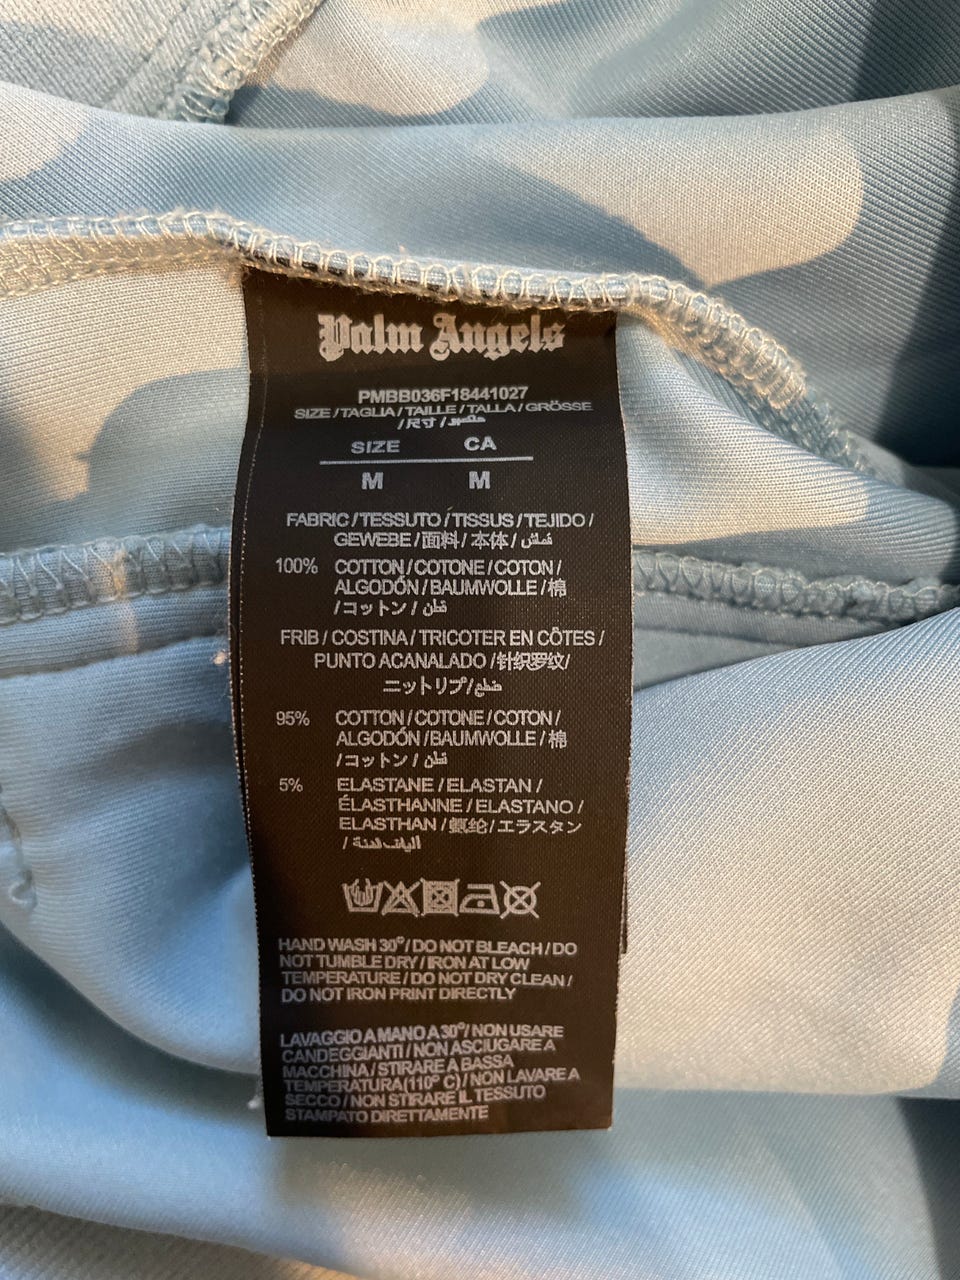 Palm Angels
PMBB036F18441027
SIZE / TAGLIA / TAILLE / TALLA / GRÖSSE
/ 尺寸 /
SIZE CA
M M
FABRIC / TESSUTO / TISSUS / TEJIDO /
GEWEBE / 面料 / 本体 / قماش
100% COTTON / COTONE / COTON /
ALGODÓN / BAUMWOLLE / 棉
/ コットン / قطن
FRIB / COSTINA / TRICOTER EN CÔTES /
PUNTO ACANALADO / 针织罗纹/
ニットリブ/
95% COTTON / COTONE / COTON /
ALGODÓN / BAUMWOLLE / 棉
/ コットン / قطن
5% ELASTANE / ELASTAN /
ÉLASTHANNE / ELASTANO /
ELASTHAN / 氨纶 / エラスタン
/
HAND WASH 30°/ DO NOT BLEACH / DO
NOT TUMBLE DRY / IRON AT LOW
TEMPERATURE / DO NOT DRY CLEAN /
DO NOT IRON PRINT DIRECTLY
LAVAGGIO A MANO A 30°/ NON USARE
CANDEGGIANTI / NON ASCIUGARE A
MACCHINA / STIRARE A BASSA
TEMPERATURA(110° C) / NON LAVARE A
SECCO / NON STIRARE IL TESSUTO
STAMPATO DIRETTAMENTE